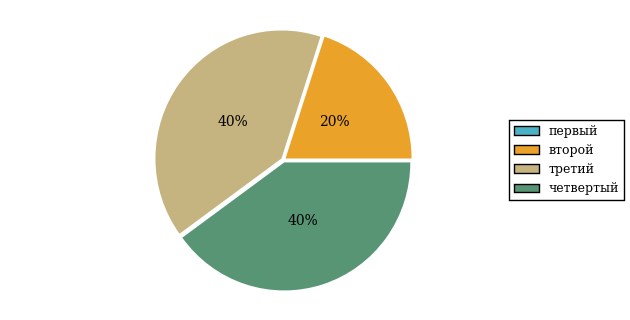 40%
20%
40%
первый
второй
третий
четвертый